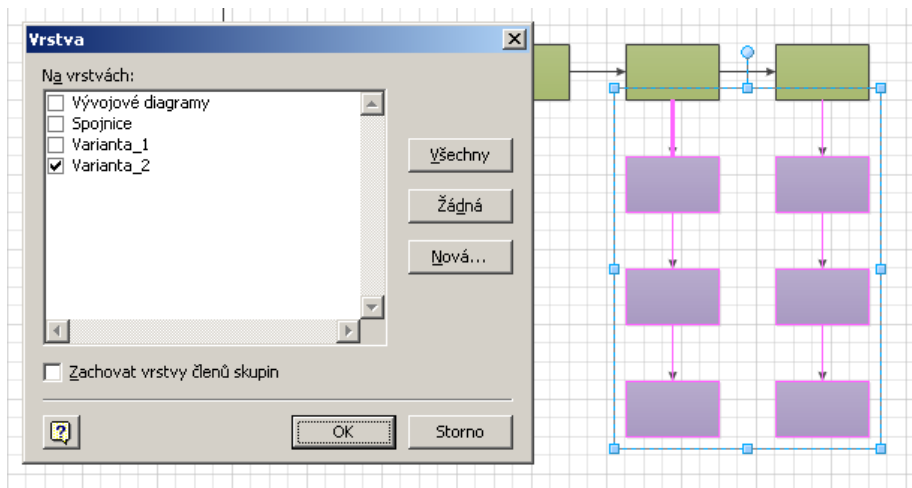 Vrstva
Na vrstvách:
Vývojové diagramy
Spojnice
Varianta_1
Varianta_2
Všechny
Žádná
Nová...
Zachovat vrstvy členů skupin
OK
Storno